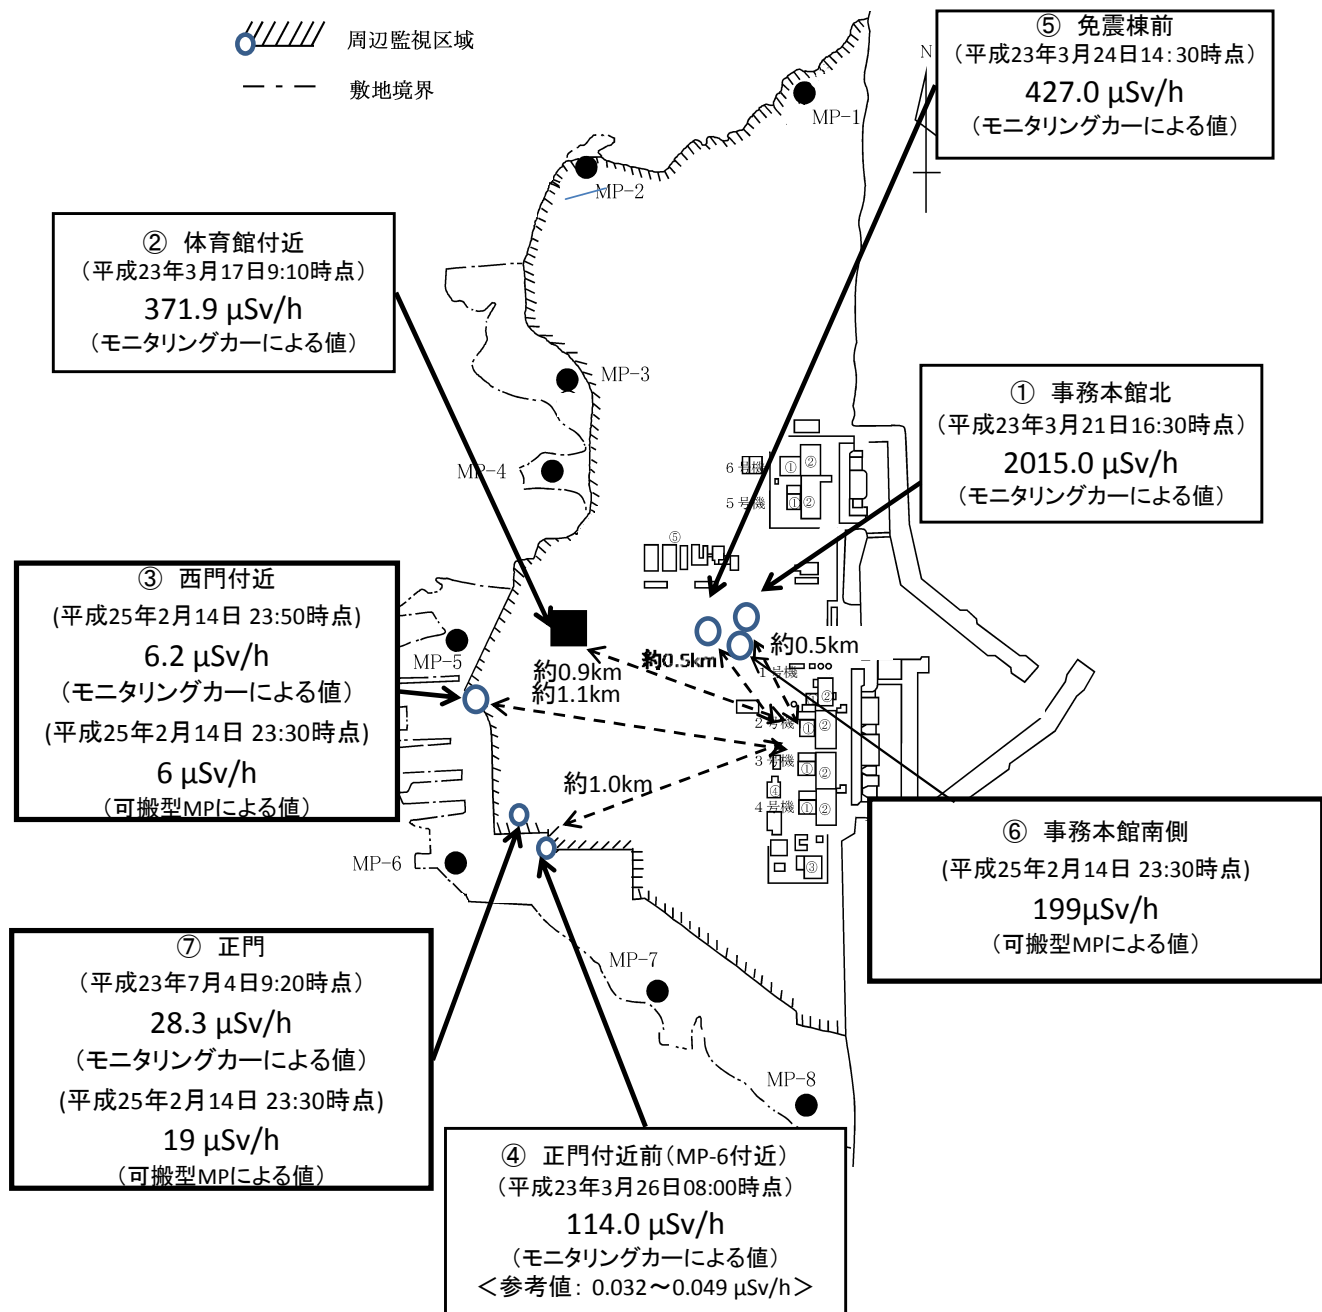 周辺監視区域
敷地境界
⑤ 免震棟前
（平成23年3月24日14:30時点）
427.0 μSv/h
（モニタリングカーによる値）
N
MP-1
MP-2
② 体育館付近
（平成23年3月17日9:10時点）
371.9 μSv/h
（モニタリングカーによる値）
MP-3
① 事務本館北
（平成23年3月21日16:30時点）
2015.0 μSv/h
（モニタリングカーによる値）
MP-4
6号機
①
②
5号機
①
②
⑤
③ 西門付近
(平成25年2月14日 23:50時点)
6.2 μSv/h
（モニタリングカーによる値）
(平成25年2月14日 23:30時点)
6 μSv/h
（可搬型MPによる値）
MP-5
約0.9km
約1.1km
約0.5km
約0.5km
1号機
②
2号機
①
②
3号機
①
②
④
4号機
①
②
③
約1.0km
MP-6
⑥ 事務本館南側
(平成25年2月14日 23:30時点)
199μSv/h
（可搬型MPによる値）
⑦ 正門
（平成23年7月4日9:20時点）
28.3 μSv/h
（モニタリングカーによる値）
(平成25年2月14日 23:30時点)
19 μSv/h
（可搬型MPによる値）
MP-7
MP-8
④ 正門付近前（MP-6付近）
（平成23年3月26日08:00時点）
114.0 μSv/h
（モニタリングカーによる値）
＜参考値: 0.032～0.049 μSv/h＞